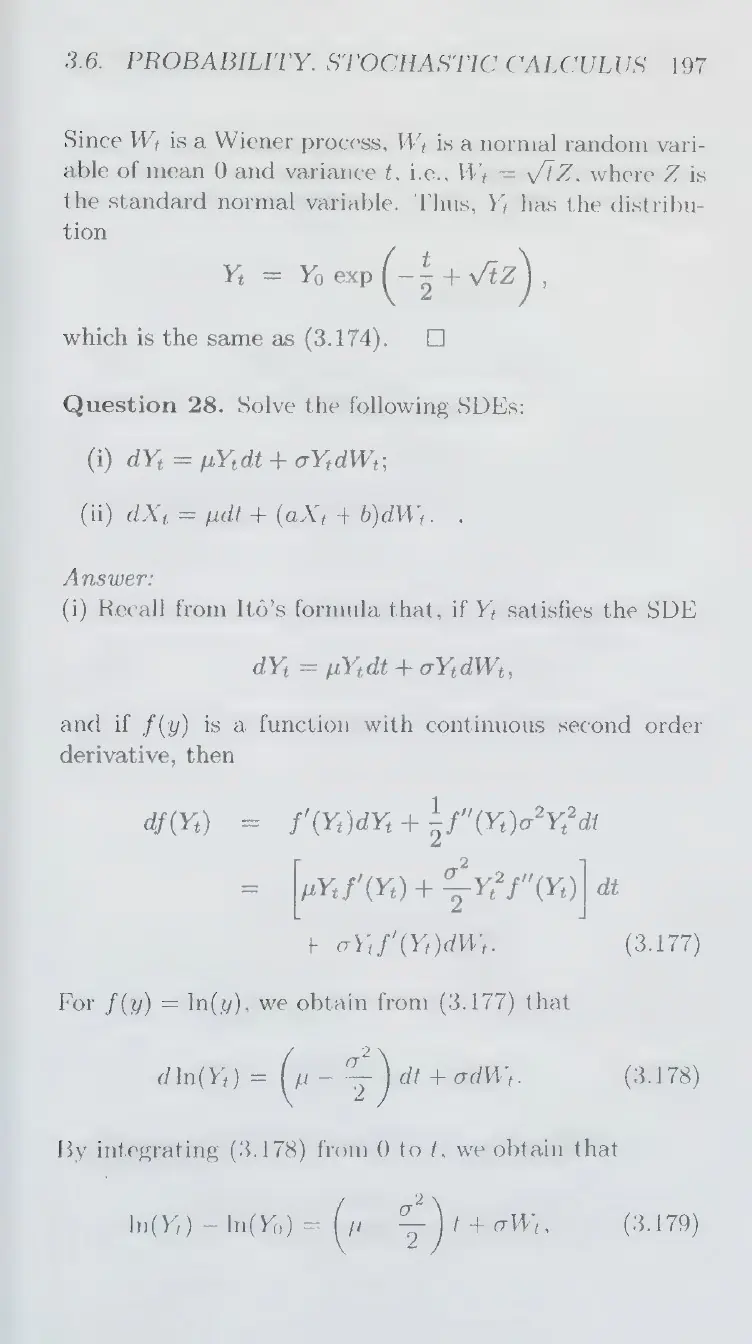 3.6. PROBABILITY. STOCHASTIC CALCULUS 197
Since W_t is a Wiener process, W_t is a normal random vari-
able of mean 0 and variance t, i.e., W_t = √t Z, where Z is
the standard normal variable. Thus, Y_t has the distribu-
tion
Y_t = Y_0 exp ( − t/2 + √t Z ) ,
which is the same as (3.174). □
Question 28. Solve the following SDEs:
(i) dY_t = μY_t dt + σY_t dW_t;
(ii) dX_t = μdt + (aX_t + b)dW_t. .
Answer:
(i) Recall from Itô's formula that, if Y_t satisfies the SDE
dY_t = μY_t dt + σY_t dW_t,
and if f(y) is a function with continuous second order
derivative, then
df(Y_t) = f′(Y_t)dY_t + 1/2 f″(Y_t)σ²Y_t² dt
= [ μY_t f′(Y_t) + σ²/2 Y_t² f″(Y_t) ] dt
+ σY_t f′(Y_t)dW_t. (3.177)
For f(y) = ln(y), we obtain from (3.177) that
d ln(Y_t) = ( μ − σ²/2 ) dt + σdW_t. (3.178)
By integrating (3.178) from 0 to t, we obtain that
ln(Y_t) − ln(Y_0) = ( μ σ²/2 ) t + σW_t, (3.179)